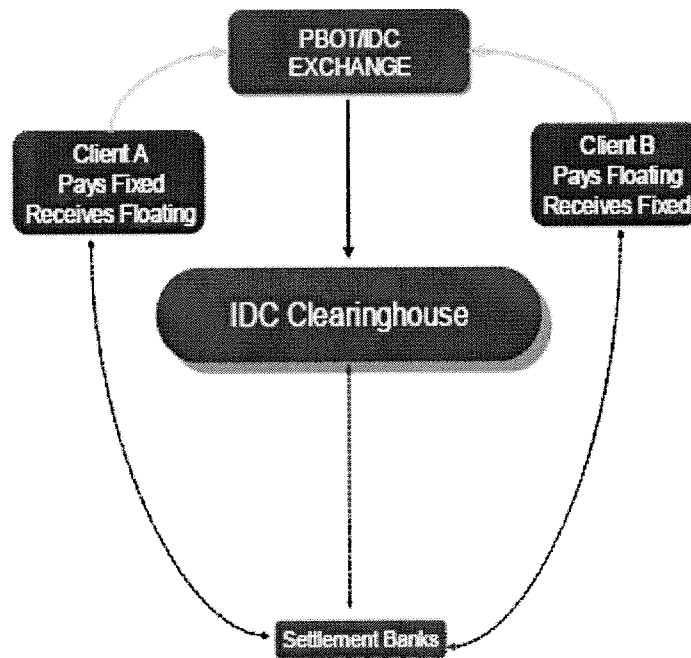 PBOT/IDC
EXCHANGE
Client A
Pays Fixed
Receives Floating
Client B
Pays Floating
Receives Fixed
IDC Clearinghouse
Settlement Banks